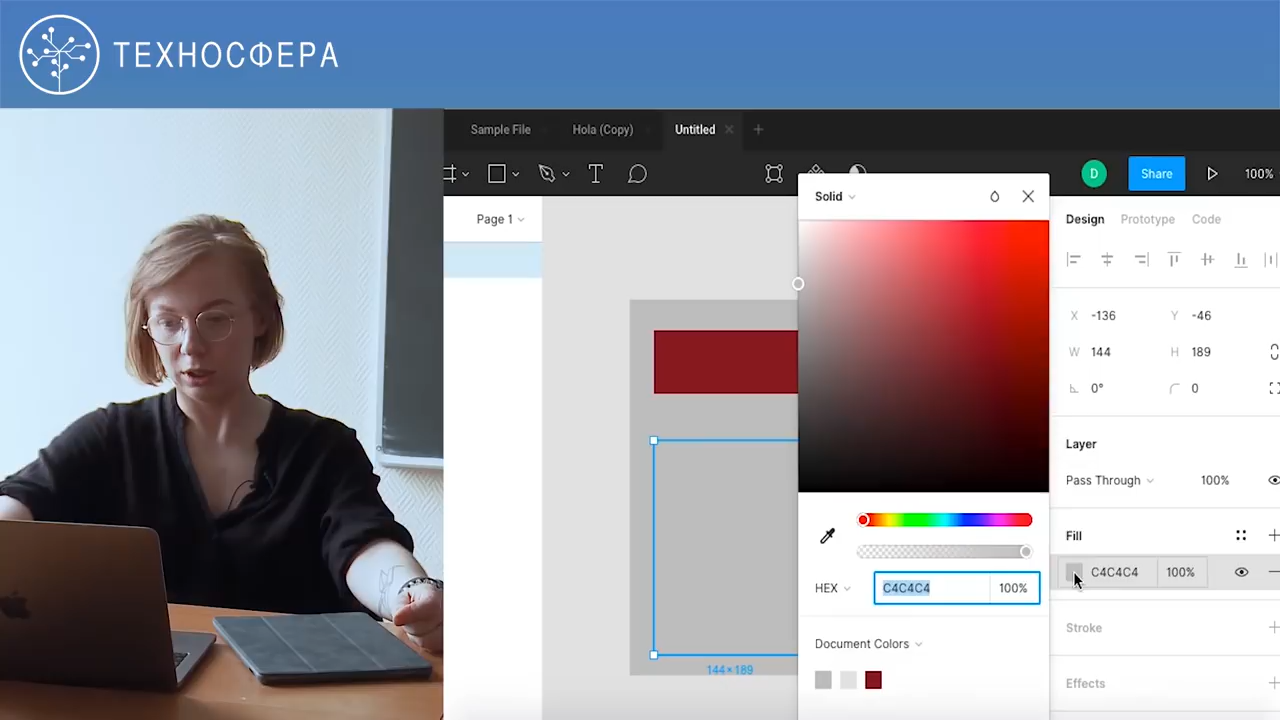 ТЕХНОСФЕРА
Sample File
Hola (Copy)
Untitled
D
Share
100%
Page 1
Solid
Design
Prototype
Code
X -136
Y -46
W 144
H 189
0°
0
Layer
Pass Through
100%
Fill
C4C4C4
100%
HEX
C4C4C4
100%
Stroke
Document Colors
144 × 189
Effects